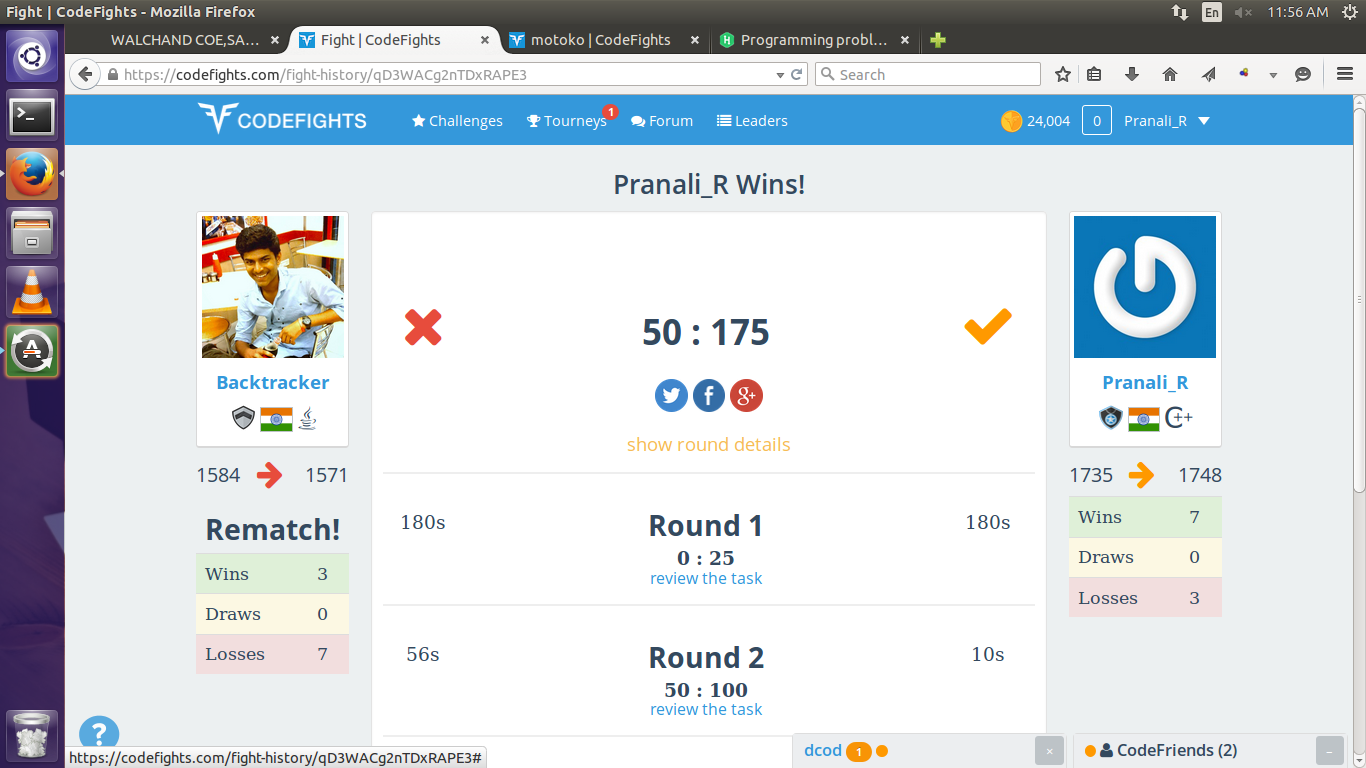 Fight | CodeFights - Mozilla Firefox
En
11:56 AM
WALCHAND COE,SA... ×
Fight | CodeFights ×
motoko | CodeFights ×
Programming probl... ×
https://codefights.com/fight-history/qD3WACg2nTDxRAPE3
Search
CODEFIGHTS
Challenges
Tourneys 1
Forum
Leaders
24,004
0
Pranali_R
Pranali_R Wins!
50 : 175
show round details
Backtracker
Pranali_R
C++
1584 1571
1735 1748
Rematch!
Wins 3
Draws 0
Losses 7
180s Round 1 180s
0 : 25
review the task
56s Round 2 10s
50 : 100
review the task
Wins 7
Draws 0
Losses 3
?
https://codefights.com/fight-history/qD3WACg2nTDxRAPE3#
dcod 1 ×
CodeFriends (2) –